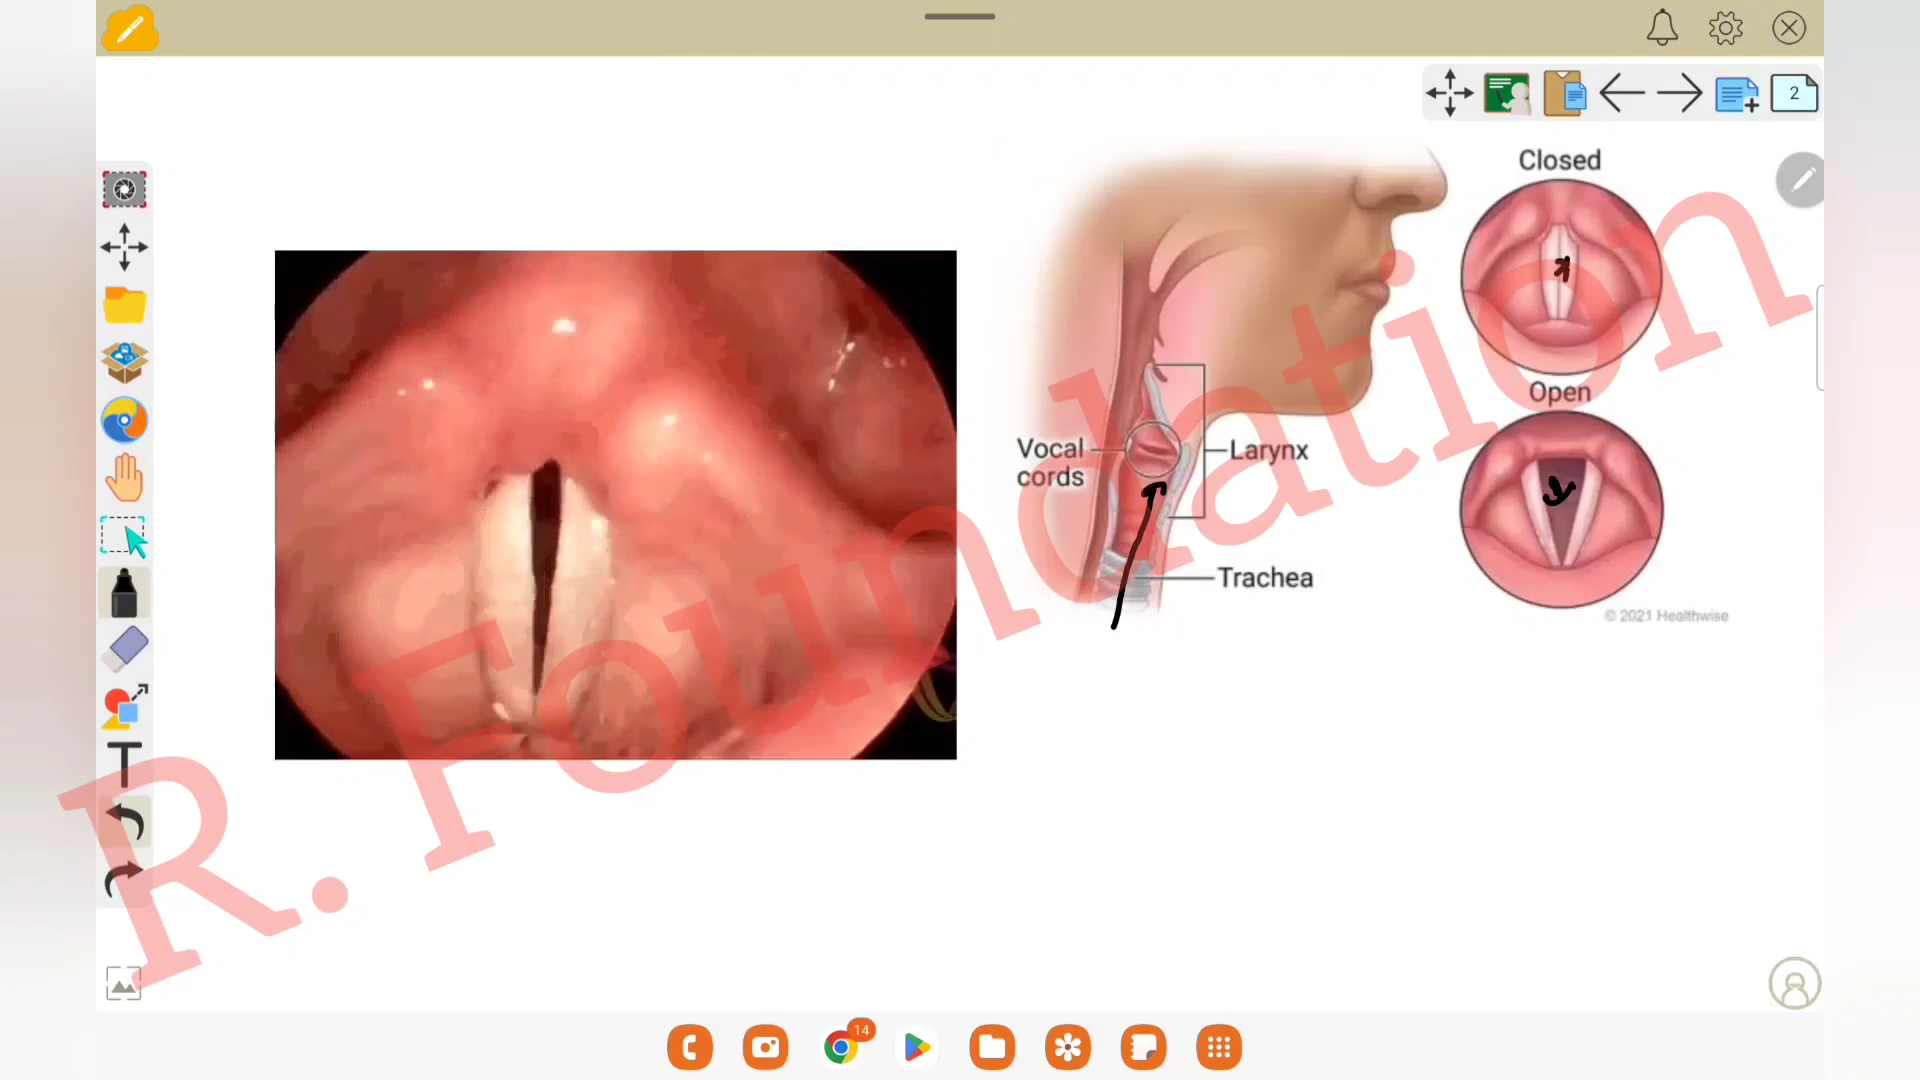 2
Closed
Open
Vocal
cords
Larynx
Trachea
© 2021 Healthwise
R. Foundation
14